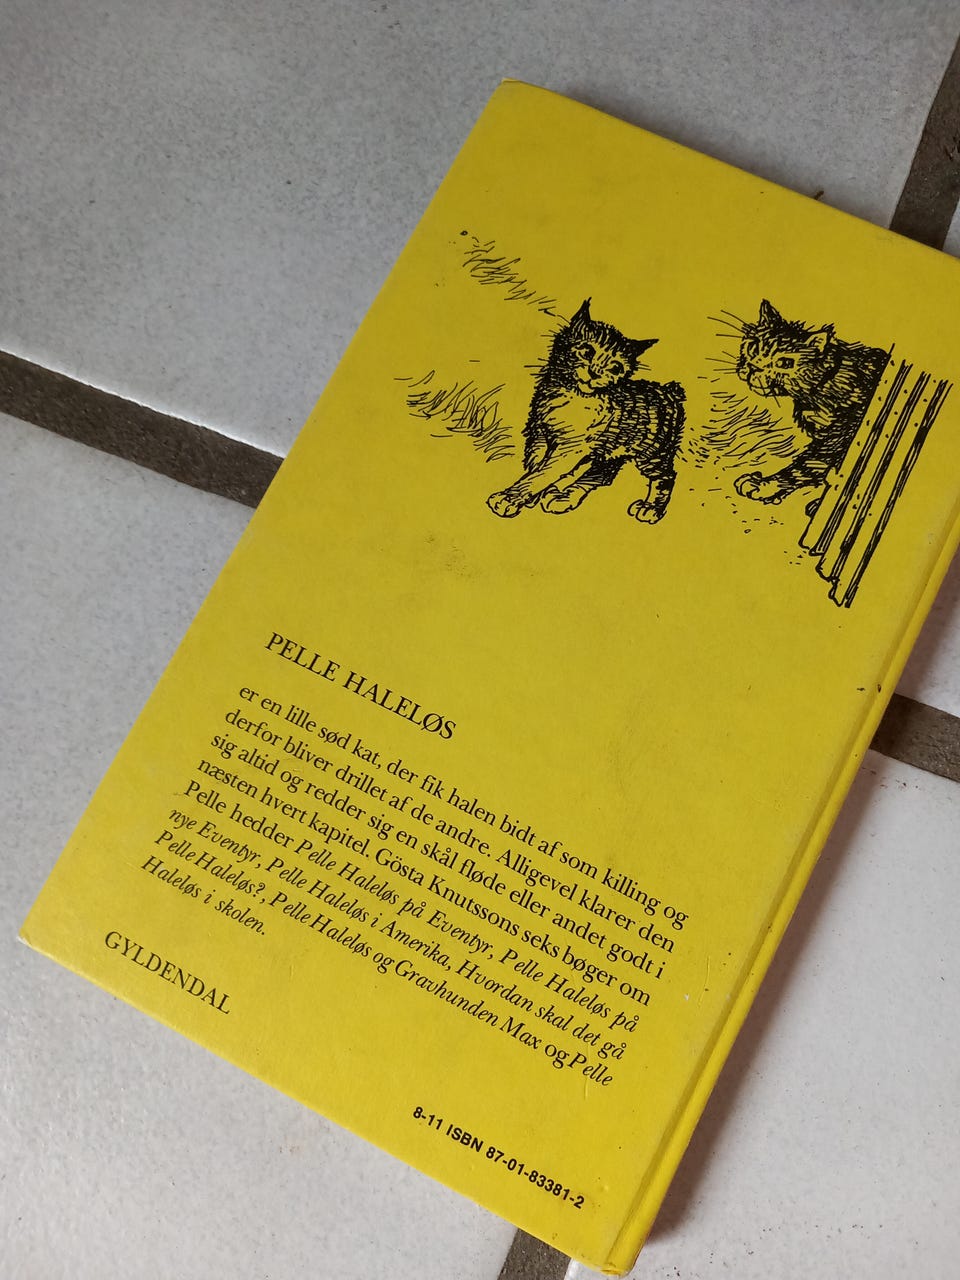 PELLE HALELØS
er en lille sød kat, der fik halen bidt af som killing og
derfor bliver drillet af de andre. Alligevel klarer den
sig altid og redder sig en skål fløde eller andet godt i
næsten hvert kapitel. Gösta Knutssons seks bøger om
Pelle hedder Pelle Haleløs på Eventyr, Pelle Haleløs på
nye Eventyr, Pelle Haleløs i Amerika, Hvordan skal det gå
Pelle Haleløs?, Pelle Haleløs og Gravhunden Max og Pelle
Haleløs i skolen.
GYLDENDAL
8-11 ISBN 87-01-83381-2